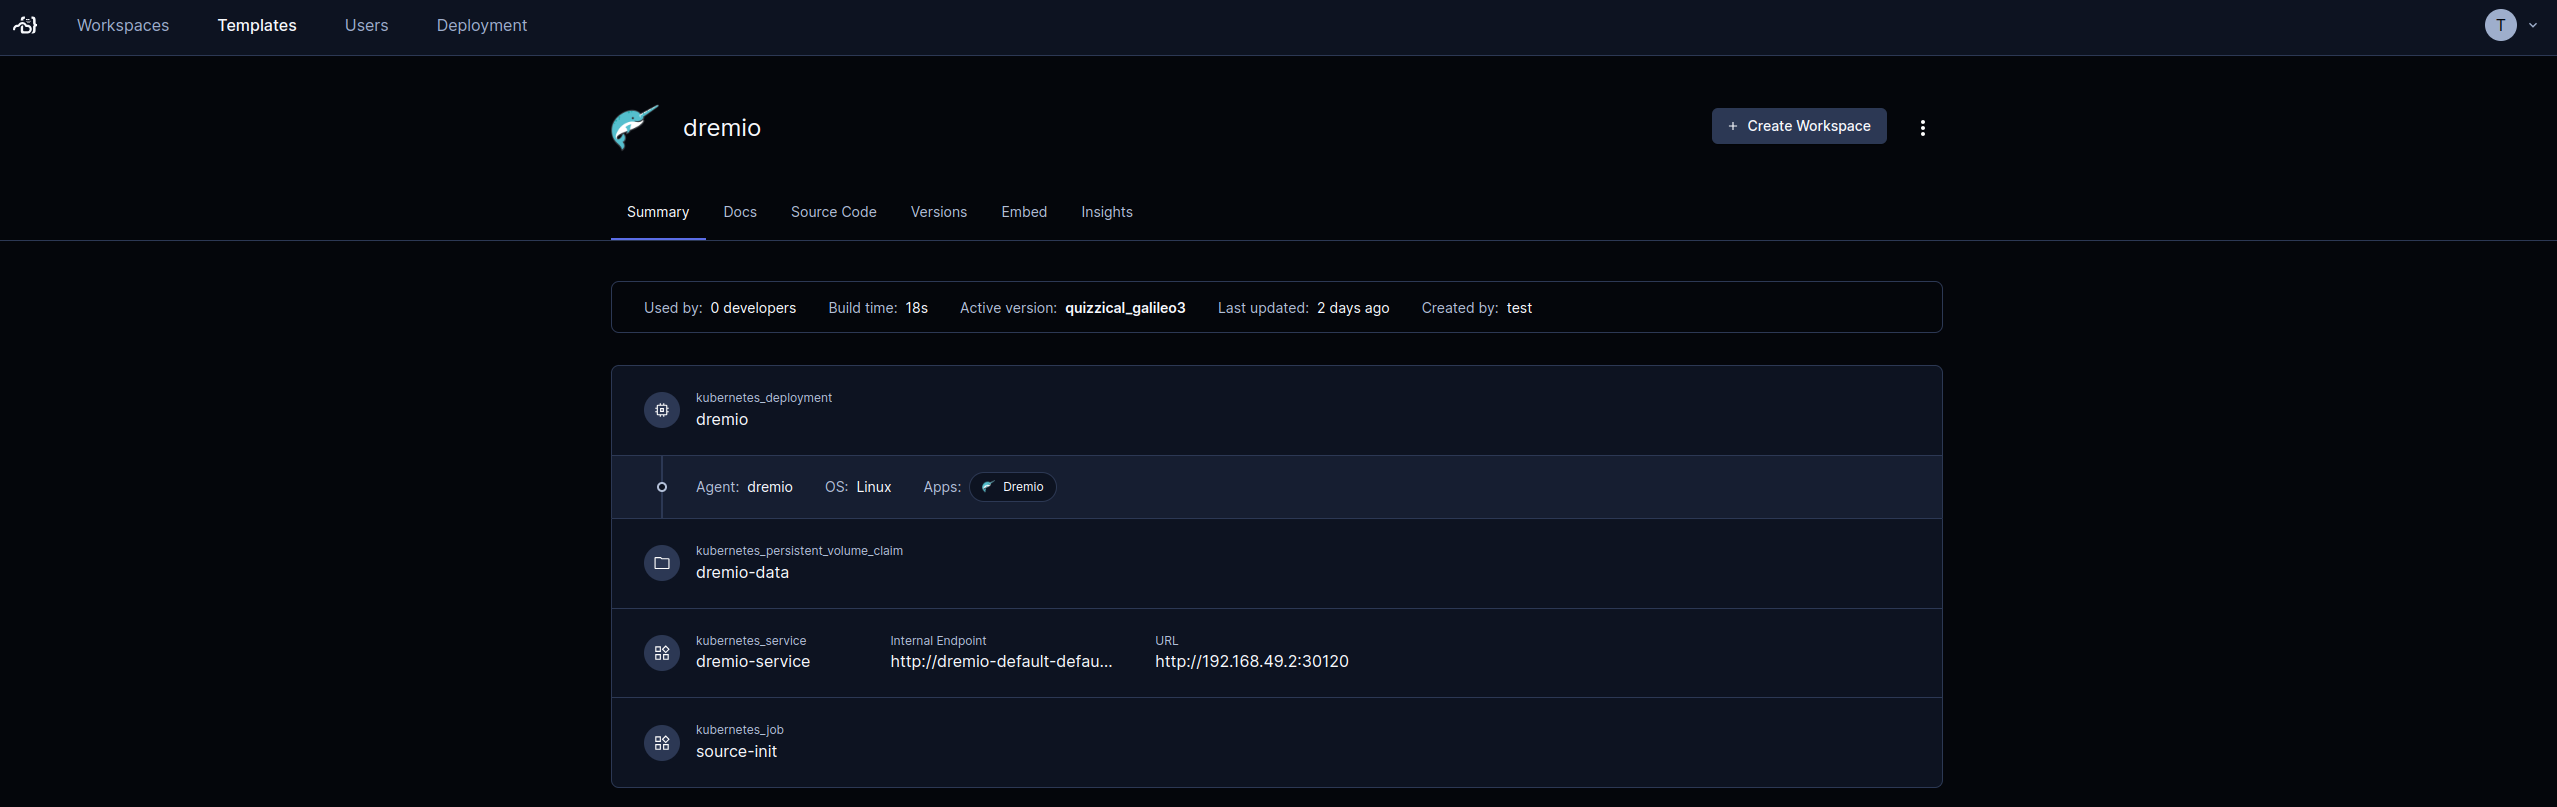 Workspaces Templates Users Deployment T
dremio
+ Create Workspace
Summary Docs Source Code Versions Embed Insights
Used by: 0 developers Build time: 18s Active version: quizzical_galileo3 Last updated: 2 days ago Created by: test
kubernetes_deployment
dremio
Agent: dremio OS: Linux Apps: Dremio
kubernetes_persistent_volume_claim
dremio-data
kubernetes_service Internal Endpoint URL
dremio-service http://dremio-default-defau... http://192.168.49.2:30120
kubernetes_job
source-init